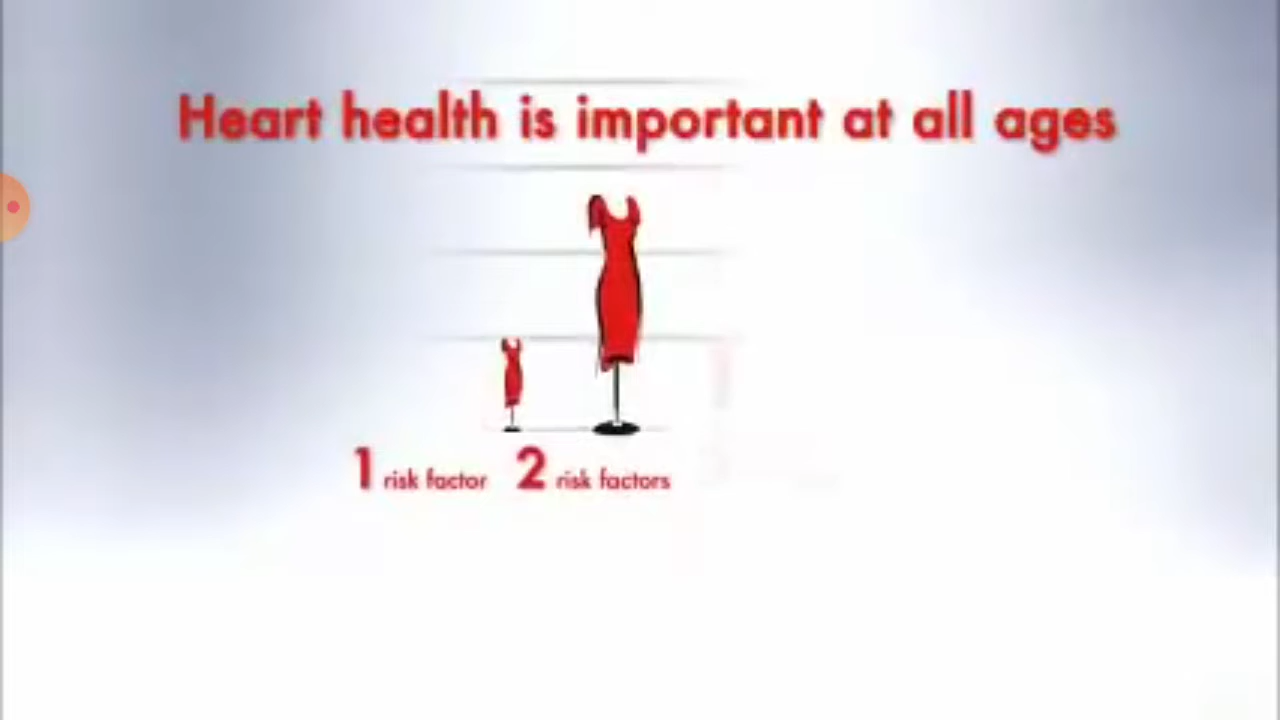 Heart health is important at all ages
1 risk factor 2 risk factors